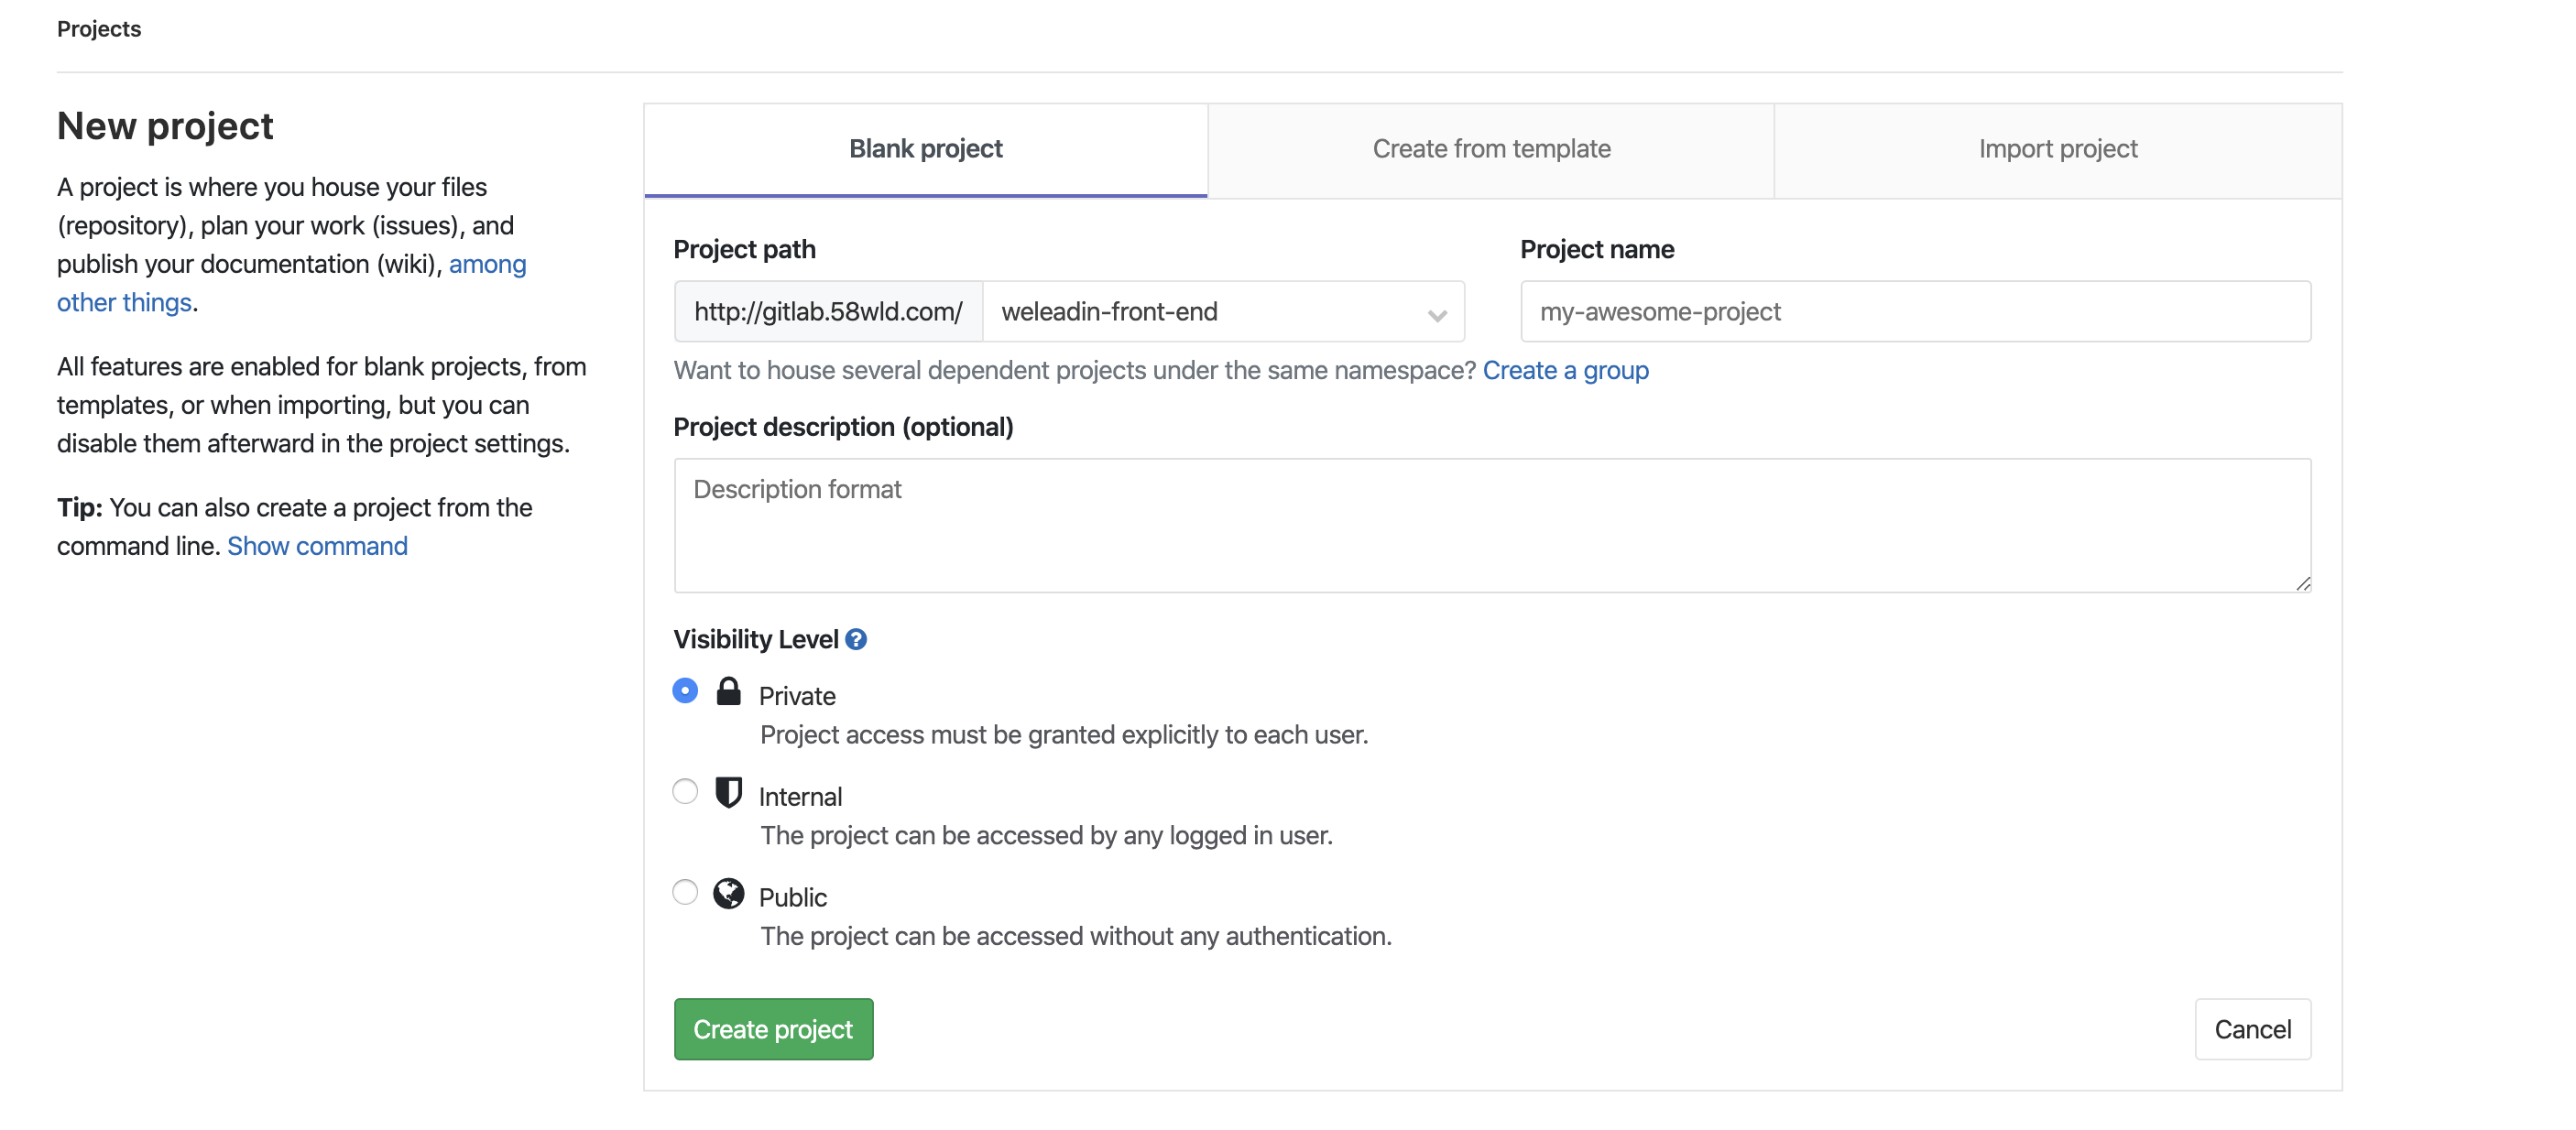 Projects
New project
A project is where you house your files
(repository), plan your work (issues), and
publish your documentation (wiki), among
other things.
All features are enabled for blank projects, from
templates, or when importing, but you can
disable them afterward in the project settings.
Tip: You can also create a project from the
command line. Show command
Blank project
Create from template
Import project
Project path
Project name
http://gitlab.58wld.com/
weleadin-front-end
my-awesome-project
Want to house several dependent projects under the same namespace? Create a group
Project description (optional)
Description format
Visibility Level
Private
Project access must be granted explicitly to each user.
Internal
The project can be accessed by any logged in user.
Public
The project can be accessed without any authentication.
Create project
Cancel